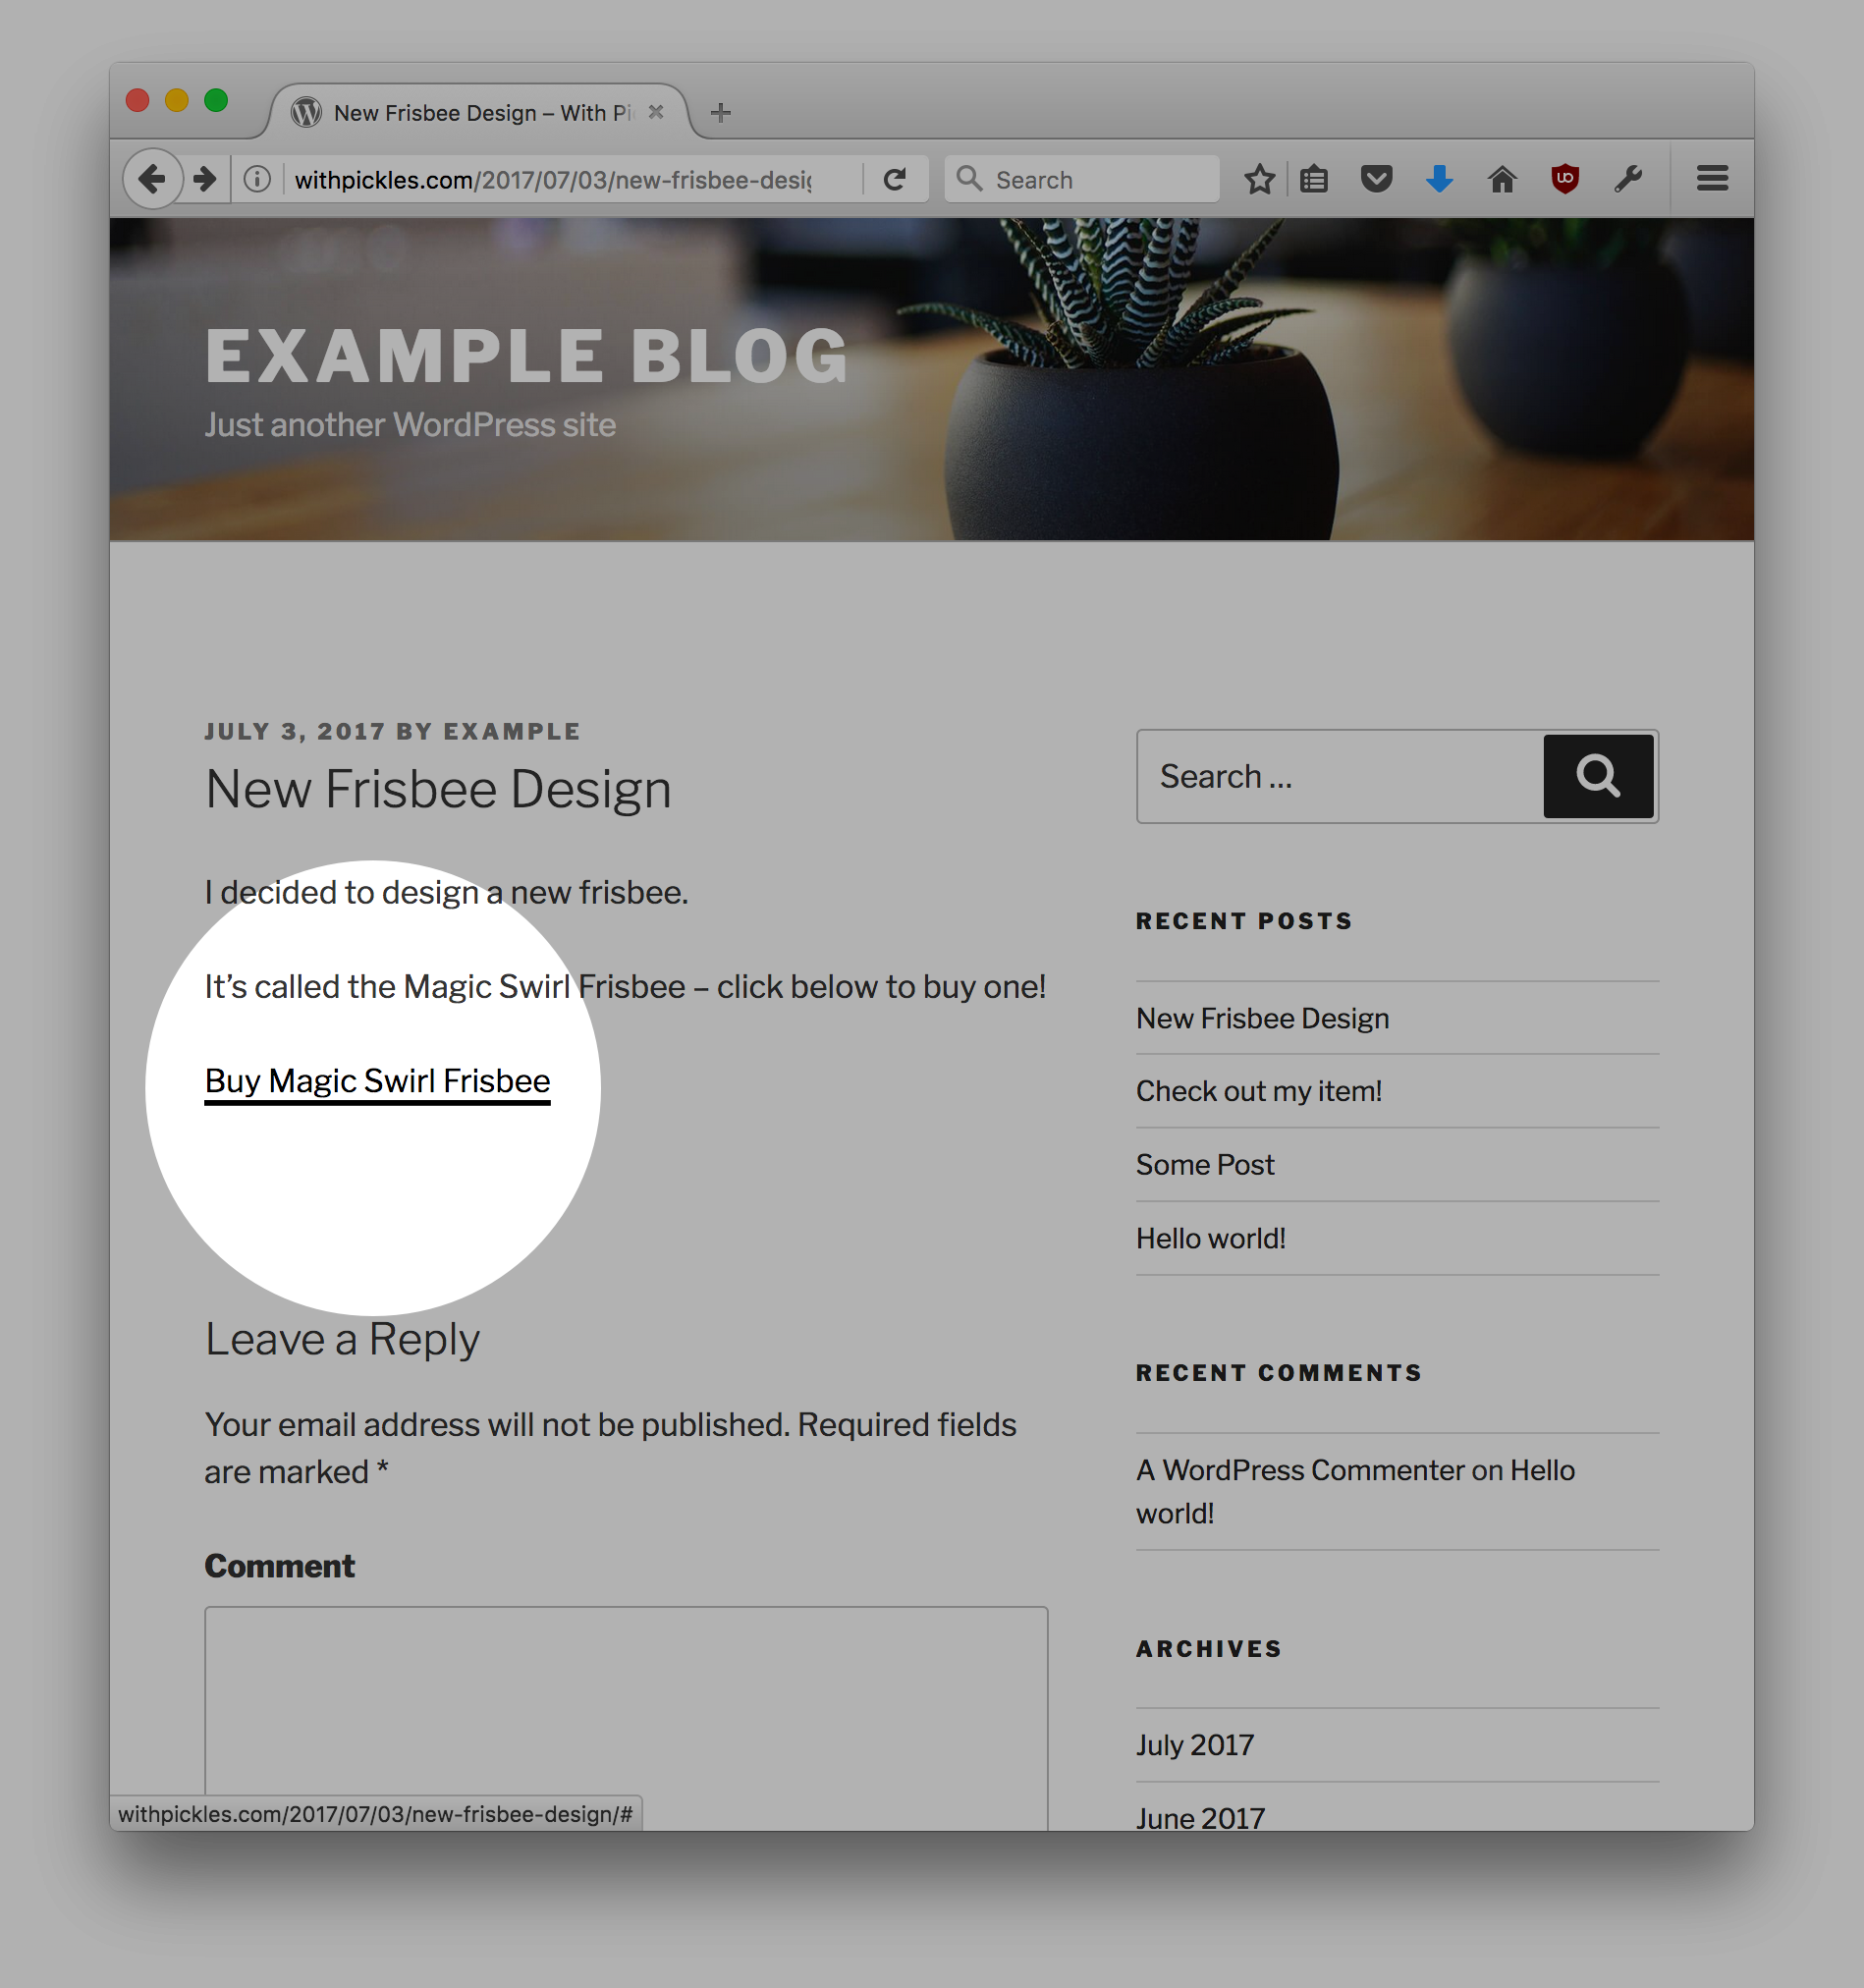 New Frisbee Design – With Pi
withpickles.com/2017/07/03/new-frisbee-desig
Search
EXAMPLE BLOG
Just another WordPress site
JULY 3, 2017 BY EXAMPLE
New Frisbee Design
I decided to design a new frisbee.
It’s called the Magic Swirl Frisbee – click below to buy one!
Buy Magic Swirl Frisbee
Leave a Reply
Your email address will not be published. Required fields
are marked *
Comment
Search ...
RECENT POSTS
New Frisbee Design
Check out my item!
Some Post
Hello world!
RECENT COMMENTS
A WordPress Commenter on Hello
world!
ARCHIVES
July 2017
June 2017
withpickles.com/2017/07/03/new-frisbee-design/#